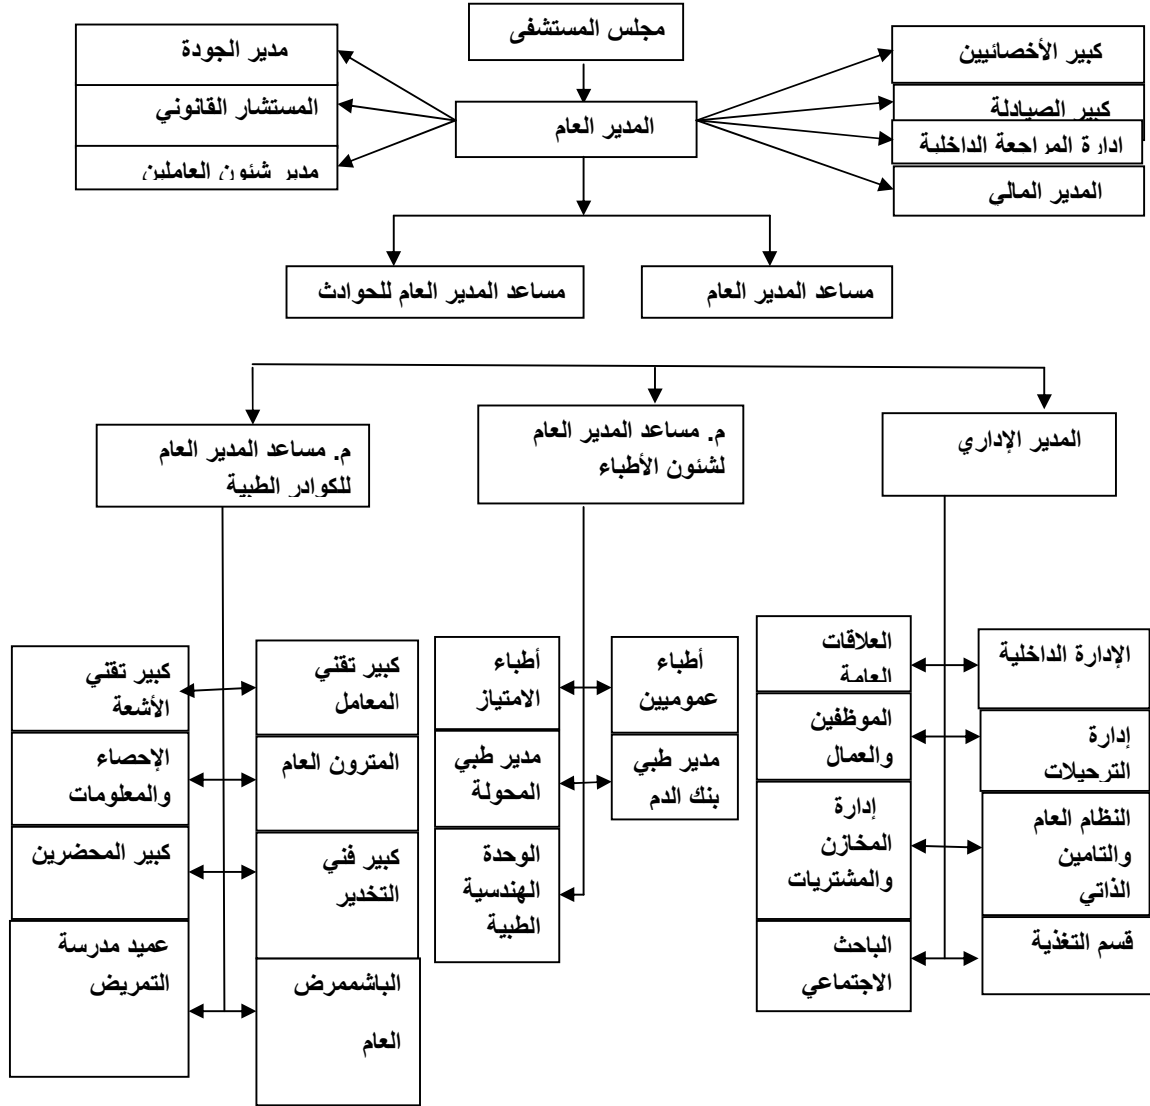 مجلس المستشفى
كبير الأخصائيين
مدير الجودة
كبير الصيادلة
المستشار القانوني
المدير العام
ادارة المراجعة الداخلية
مدير شئون العاملين
المدير المالي
مساعد المدير العام
مساعد المدير العام للحوادث
المدير الإداري
م. مساعد المدير العام
لشئون الأطباء
م. مساعد المدير العام
للكوادر الطبية
الإدارة الداخلية
العلاقات
العامة
إدارة
الترحيلات
الموظفين
والعمال
النظام العام
والتامين
الذاتي
إدارة
المخازن
والمشتريات
قسم التغذية
الباحث
الاجتماعي
أطباء
عموميين
أطباء
الامتياز
مدير طبي
بنك الدم
مدير طبي
المحولة
الوحدة
الهندسية
الطبية
كبير تقني
المعامل
كبير تقني
الأشعة
المترون العام
الإحصاء
والمعلومات
كبير فني
التخدير
كبير المحضرين
الباشممرض
العام
عميد مدرسة
التمريض